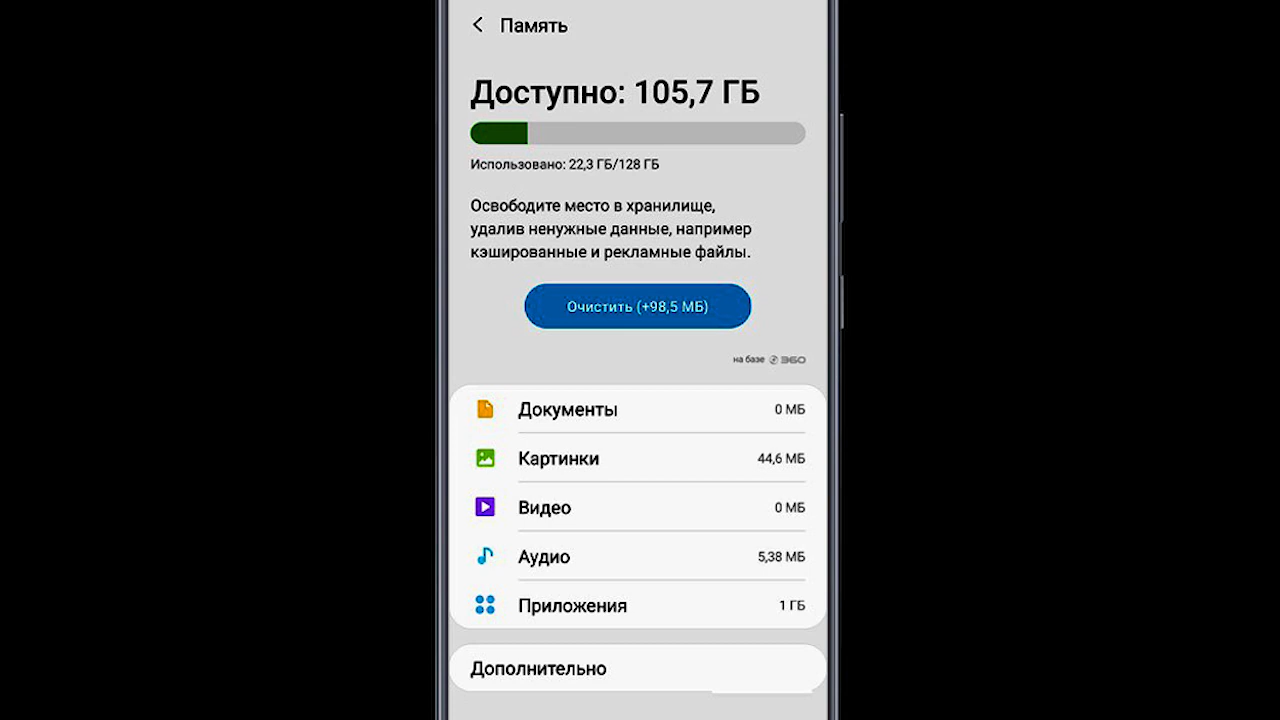 Память
Доступно: 105,7 ГБ
Использовано: 22,3 ГБ/128 ГБ
Освободите место в хранилище,
удалив ненужные данные, например
кэшированные и рекламные файлы.
Очистить (+98,5 МБ)
на базе 360
Документы 0 МБ
Картинки 44,6 МБ
Видео 0 МБ
Аудио 5,38 МБ
Приложения 1 ГБ
Дополнительно